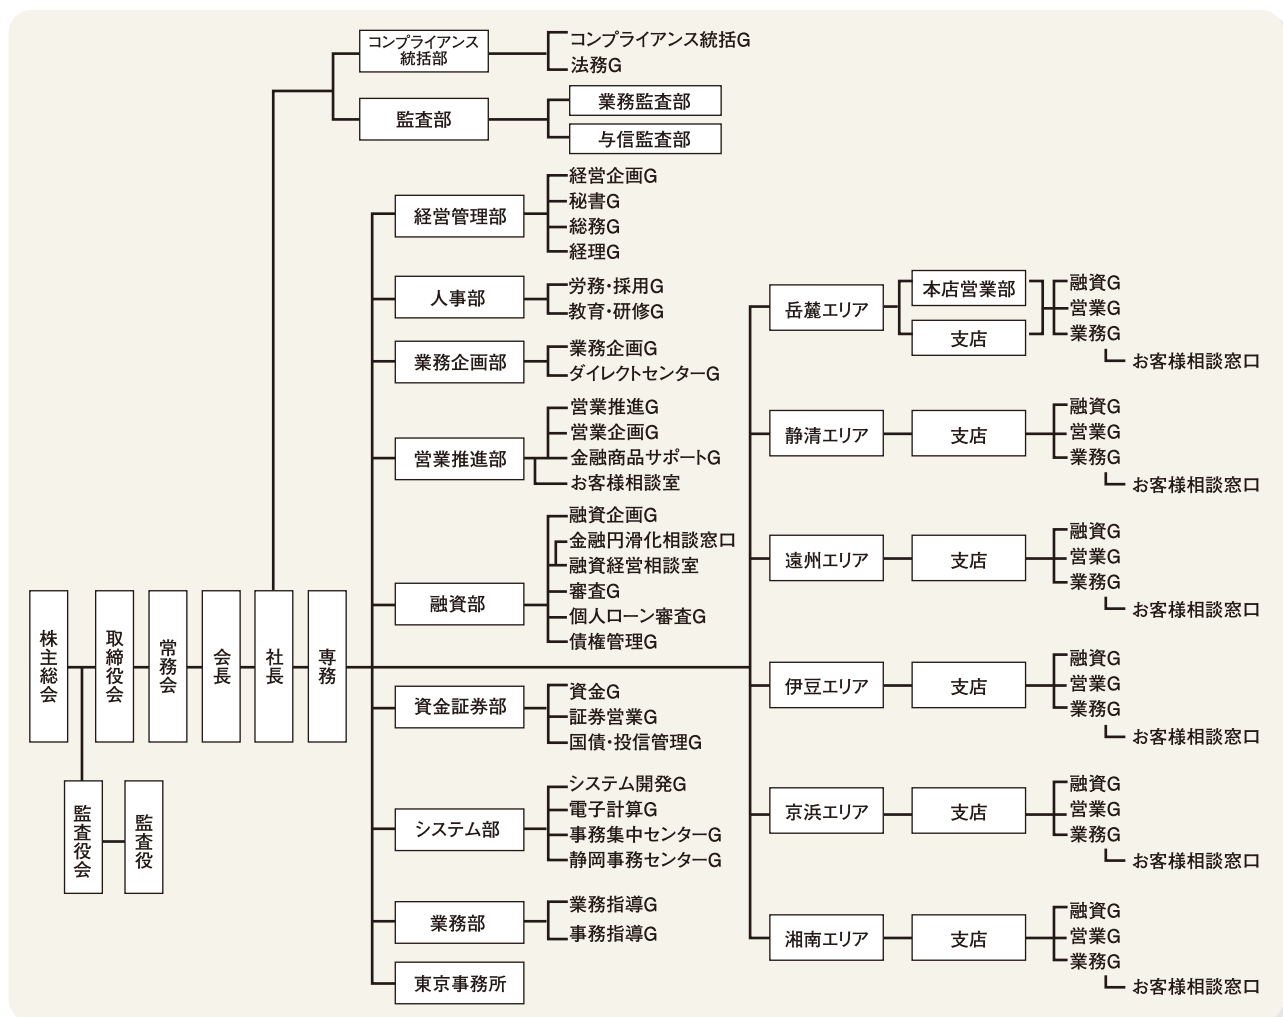 コンプライアンス
統括部
コンプライアンス統括G
法務G
監査部
業務監査部
与信監査部
経営管理部
経営企画G
秘書G
総務G
経理G
人事部
労務・採用G
教育・研修G
業務企画部
業務企画G
ダイレクトセンターG
営業推進部
営業推進G
営業企画G
金融商品サポートG
お客様相談室
融資部
融資企画G
金融円滑化相談窓口
融資経営相談室
審査G
個人ローン審査G
債権管理G
株主総会
取締役会
常務会
会長
社長
専務
監査役会
監査役
資金証券部
資金G
証券営業G
国債・投信管理G
システム部
システム開発G
電子計算G
事務集中センターG
静岡事務センターG
業務部
業務指導G
事務指導G
東京事務所
岳麓エリア
本店営業部
支店
融資G
営業G
業務G
お客様相談窓口
静清エリア
支店
融資G
営業G
業務G
お客様相談窓口
遠州エリア
支店
融資G
営業G
業務G
お客様相談窓口
伊豆エリア
支店
融資G
営業G
業務G
お客様相談窓口
京浜エリア
支店
融資G
営業G
業務G
お客様相談窓口
湘南エリア
支店
融資G
営業G
業務G
お客様相談窓口